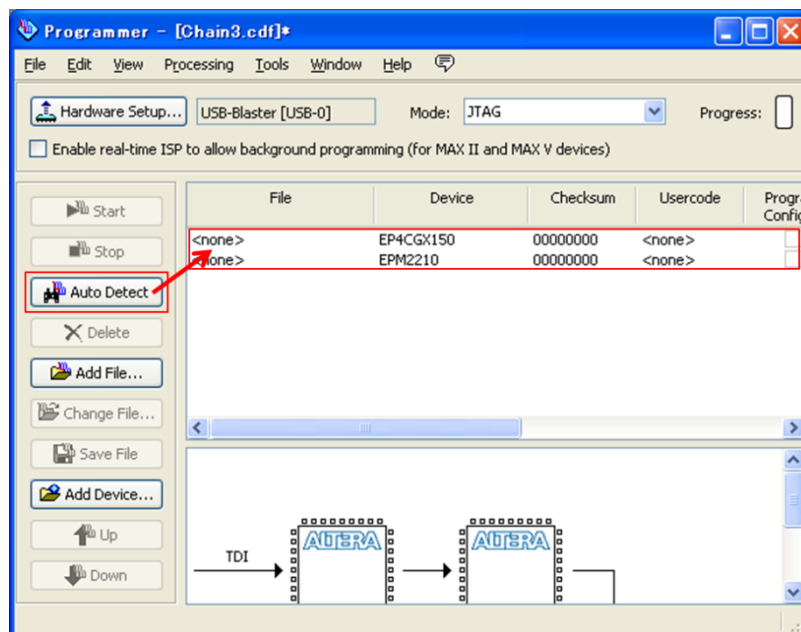 Programmer - [Chain3.cdf]*
File Edit View Processing Tools Window Help
Hardware Setup... USB-Blaster [USB-0] Mode: JTAG Progress:
Enable real-time ISP to allow background programming (for MAX II and MAX V devices)
Start
Stop
Auto Detect
Delete
Add File...
Change File...
Save File
Add Device...
Up
Down
File Device Checksum Usercode Progr
Config
<none> EP4CGX150 00000000 <none>
<none> EPM2210 00000000 <none>
TDI
ALTERA ALTERA